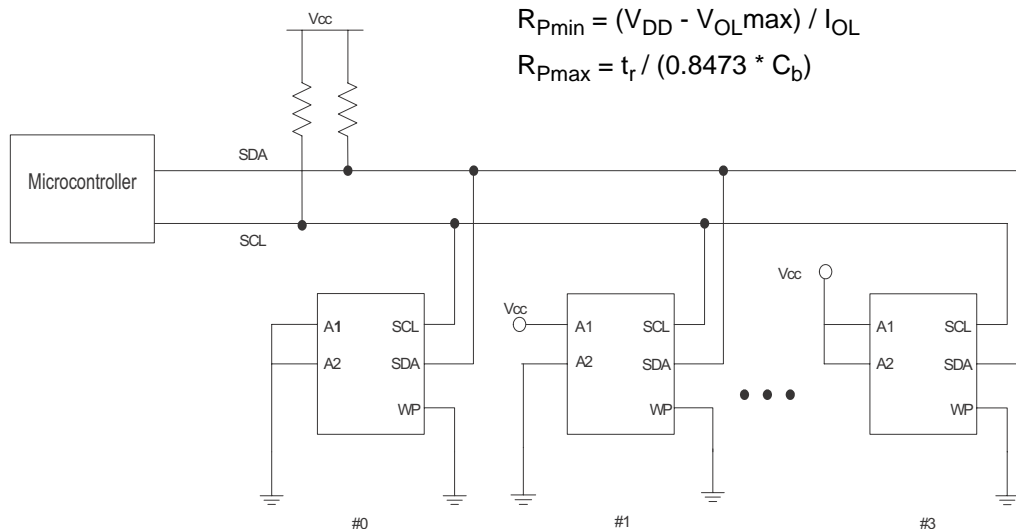 Vcc
R_Pmin = (V_DD - V_OLmax) / I_OL
R_Pmax = t_r / (0.8473 * C_b)
Microcontroller
SDA
SCL
Vcc
Vcc
A1 SCL
A2 SDA
WP
A1 SCL
A2 SDA
WP
A1 SCL
A2 SDA
WP
#0 #1 #3